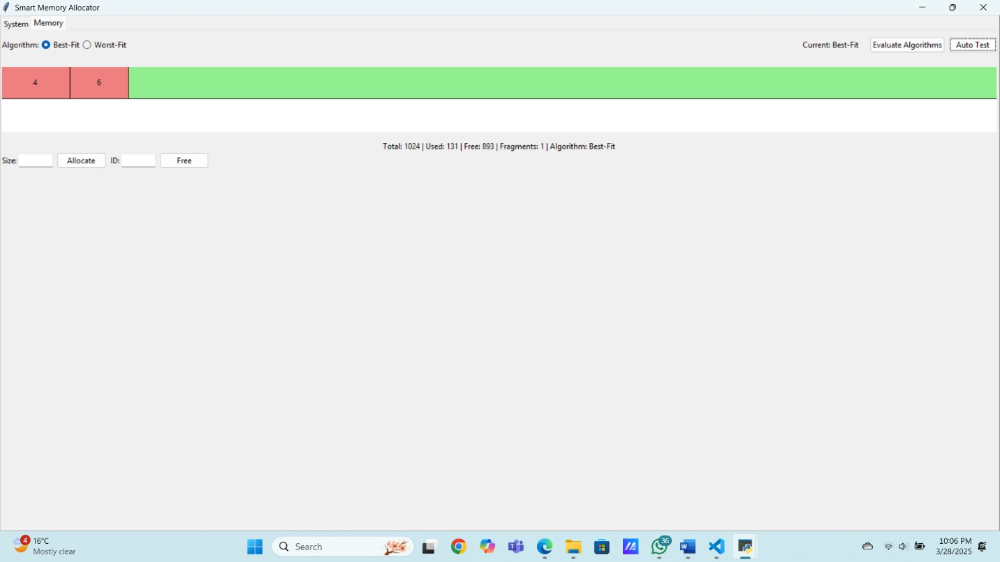 Smart Memory Allocator
System Memory
Algorithm: Best-Fit Worst-Fit Current: Best-Fit Evaluate Algorithms Auto Test
4 6
Total: 1024 | Used: 131 | Free: 893 | Fragments: 1 | Algorithm: Best-Fit
Size: Allocate ID: Free
4 16°C
Mostly clear
Search
36
W
10:06 PM
3/28/2025